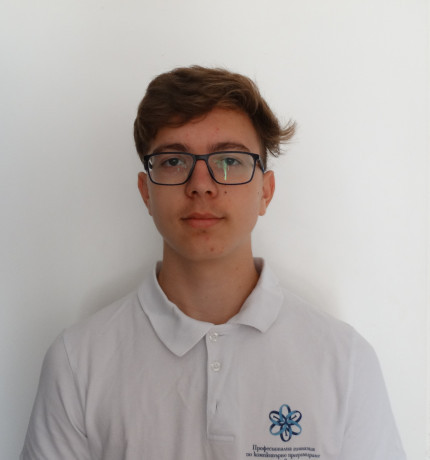 Професионална гимназия
по компютърно програмиране